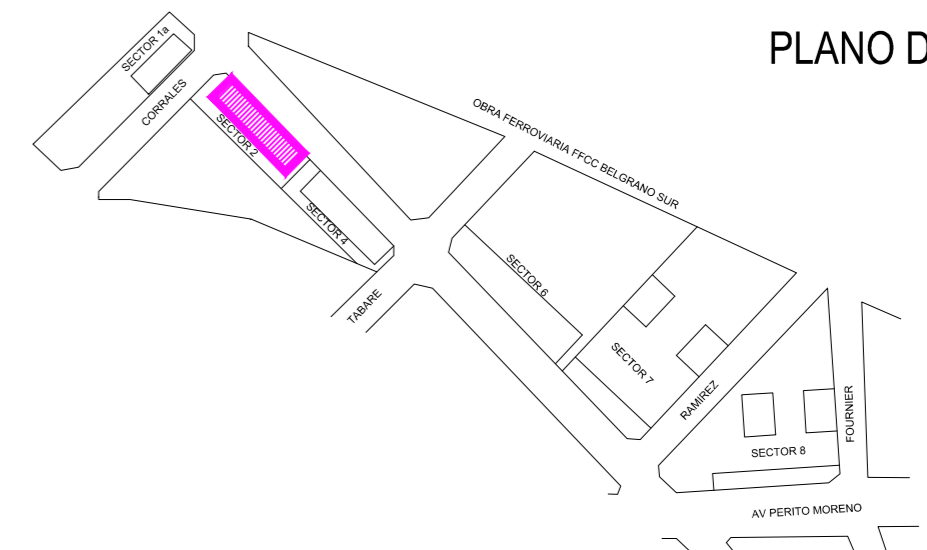 PLANO D
SECTOR 1a
CORRALES
SECTOR 2
OBRA FERROVIARIA FFCC BELGRANO SUR
SECTOR 4
TABARE
SECTOR 6
SECTOR 7
RAMIREZ
FOURNIER
SECTOR 8
AV PERITO MORENO